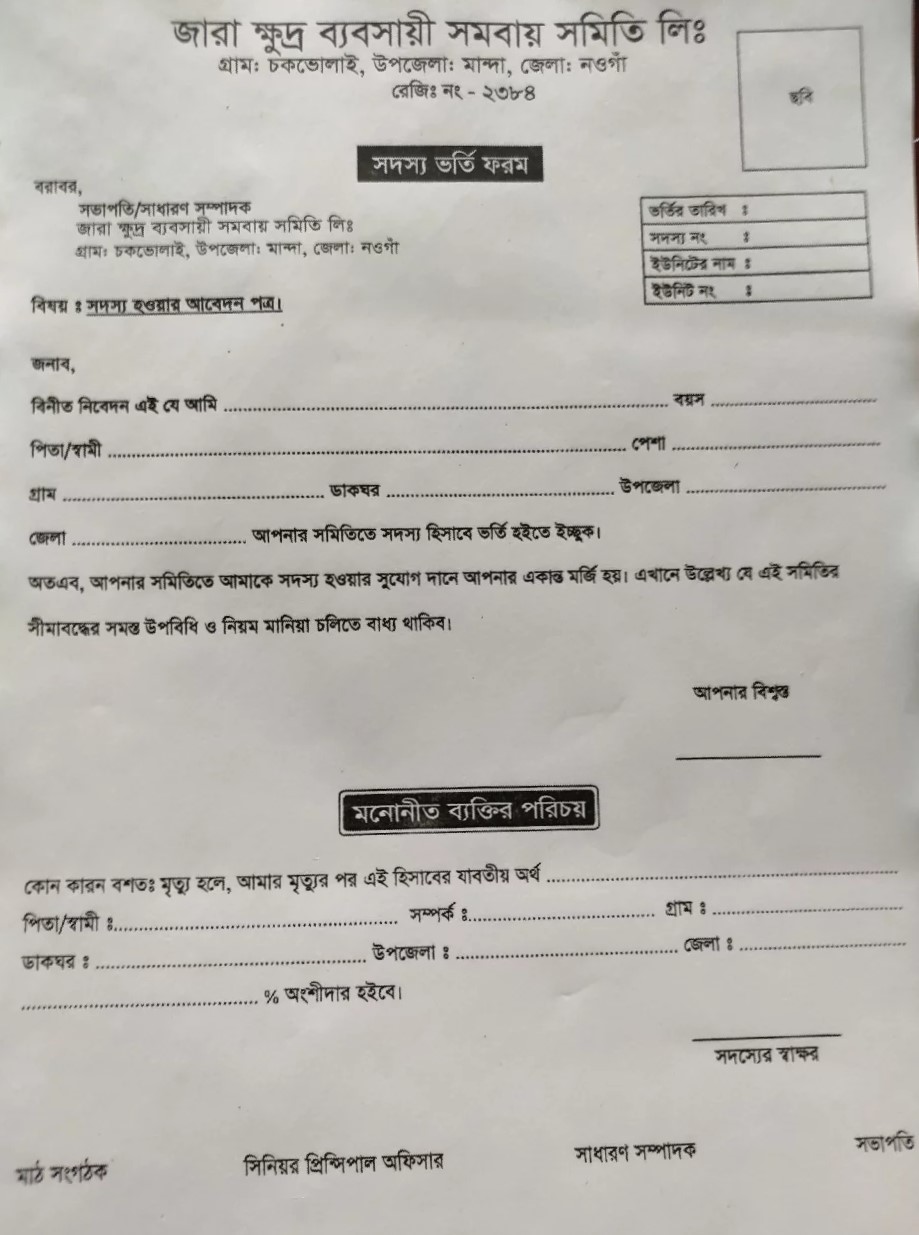 জারা ক্ষুদ্র ব্যবসায়ী সমবায় সমিতি লিঃ
গ্রামঃ চকভোলাই, উপজেলাঃ মান্দা, জেলাঃ নওগাঁ
রেজিঃ নং - ২৩৮৪
ছবি
সদস্য ভর্তি ফরম
বরাবর,
সভাপতি/সাধারণ সম্পাদক
জারা ক্ষুদ্র ব্যবসায়ী সমবায় সমিতি লিঃ
গ্রামঃ চকভোলাই, উপজেলাঃ মান্দা, জেলাঃ নওগাঁ
ভর্তির তারিখ :
সদস্য নং :
ইউনিটের নাম :
ইউনিট নং :
বিষয় : সদস্য হওয়ার আবেদন পত্র।
জনাব,
বিনীত নিবেদন এই যে আমি .................................................. বয়স ..............................
পিতা/স্বামী .................................................. পেশা ..............................
গ্রাম .............................. ডাকঘর .............................. উপজেলা ..............................
জেলা .............................. আপনার সমিতিতে সদস্য হিসাবে ভর্তি হইতে ইচ্ছুক।
অতএব, আপনার সমিতিতে আমাকে সদস্য হওয়ার সুযোগ দানে আপনার একান্ত মর্জি হয়। এখানে উল্লেখ্য যে এই সমিতির
সীমাবদ্ধের সমস্ত উপবিধি ও নিয়ম মানিয়া চলিতে বাধ্য থাকিব।
আপনার বিশ্বস্ত
মনোনীত ব্যক্তির পরিচয়
কোন কারন বশতঃ মৃত্যু হলে, আমার মৃত্যুর পর এই হিসাবের যাবতীয় অর্থ ..................................................
পিতা/স্বামী :.................................................. সম্পর্ক :.............................. গ্রাম : ..............................
ডাকঘর : .............................. উপজেলা : .............................. জেলা : ..............................
.............................. % অংশীদার হইবে।
সদস্যের স্বাক্ষর
মাঠ সংগঠক
সিনিয়র প্রিন্সিপাল অফিসার
সাধারণ সম্পাদক
সভাপতি